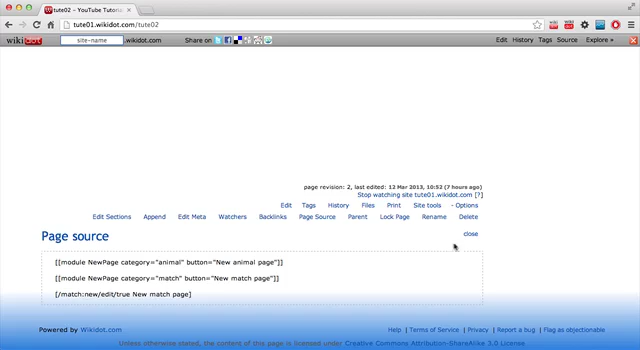 tute02 – YouTube Tutoria
tute01.wikidot.com/tute02
wikidot site-name .wikidot.com Share on Edit History Tags Source Explore »
page revision: 2, last edited: 12 Mar 2013, 10:52 (7 hours ago)
Stop watching site tute01.wikidot.com [?]
Edit Tags History Files Print Site tools - Options
Edit Sections Append Edit Meta Watchers Backlinks Page Source Parent Lock Page Rename Delete
Page source
close
[[module NewPage category="animal" button="New animal page"]]
[[module NewPage category="match" button="New match page"]]
[/match:new/edit/true New match page]
Powered by Wikidot.com Help | Terms of Service | Privacy | Report a bug | Flag as objectionable
Unless otherwise stated, the content of this page is licensed under Creative Commons Attribution-ShareAlike 3.0 License